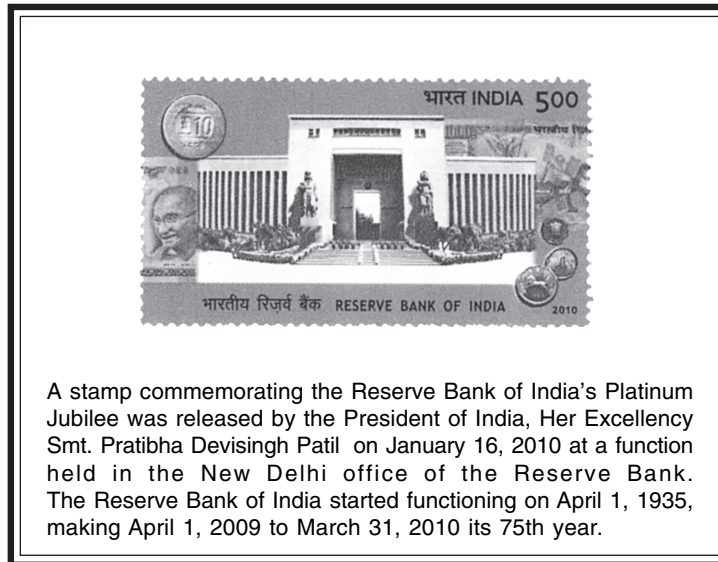 भारत INDIA 500
10
भारतीय रिज़र्व बैंक RESERVE BANK OF INDIA 2010
A stamp commemorating the Reserve Bank of India's Platinum
Jubilee was released by the President of India, Her Excellency
Smt. Pratibha Devisingh Patil on January 16, 2010 at a function
held in the New Delhi office of the Reserve Bank.
The Reserve Bank of India started functioning on April 1, 1935,
making April 1, 2009 to March 31, 2010 its 75th year.